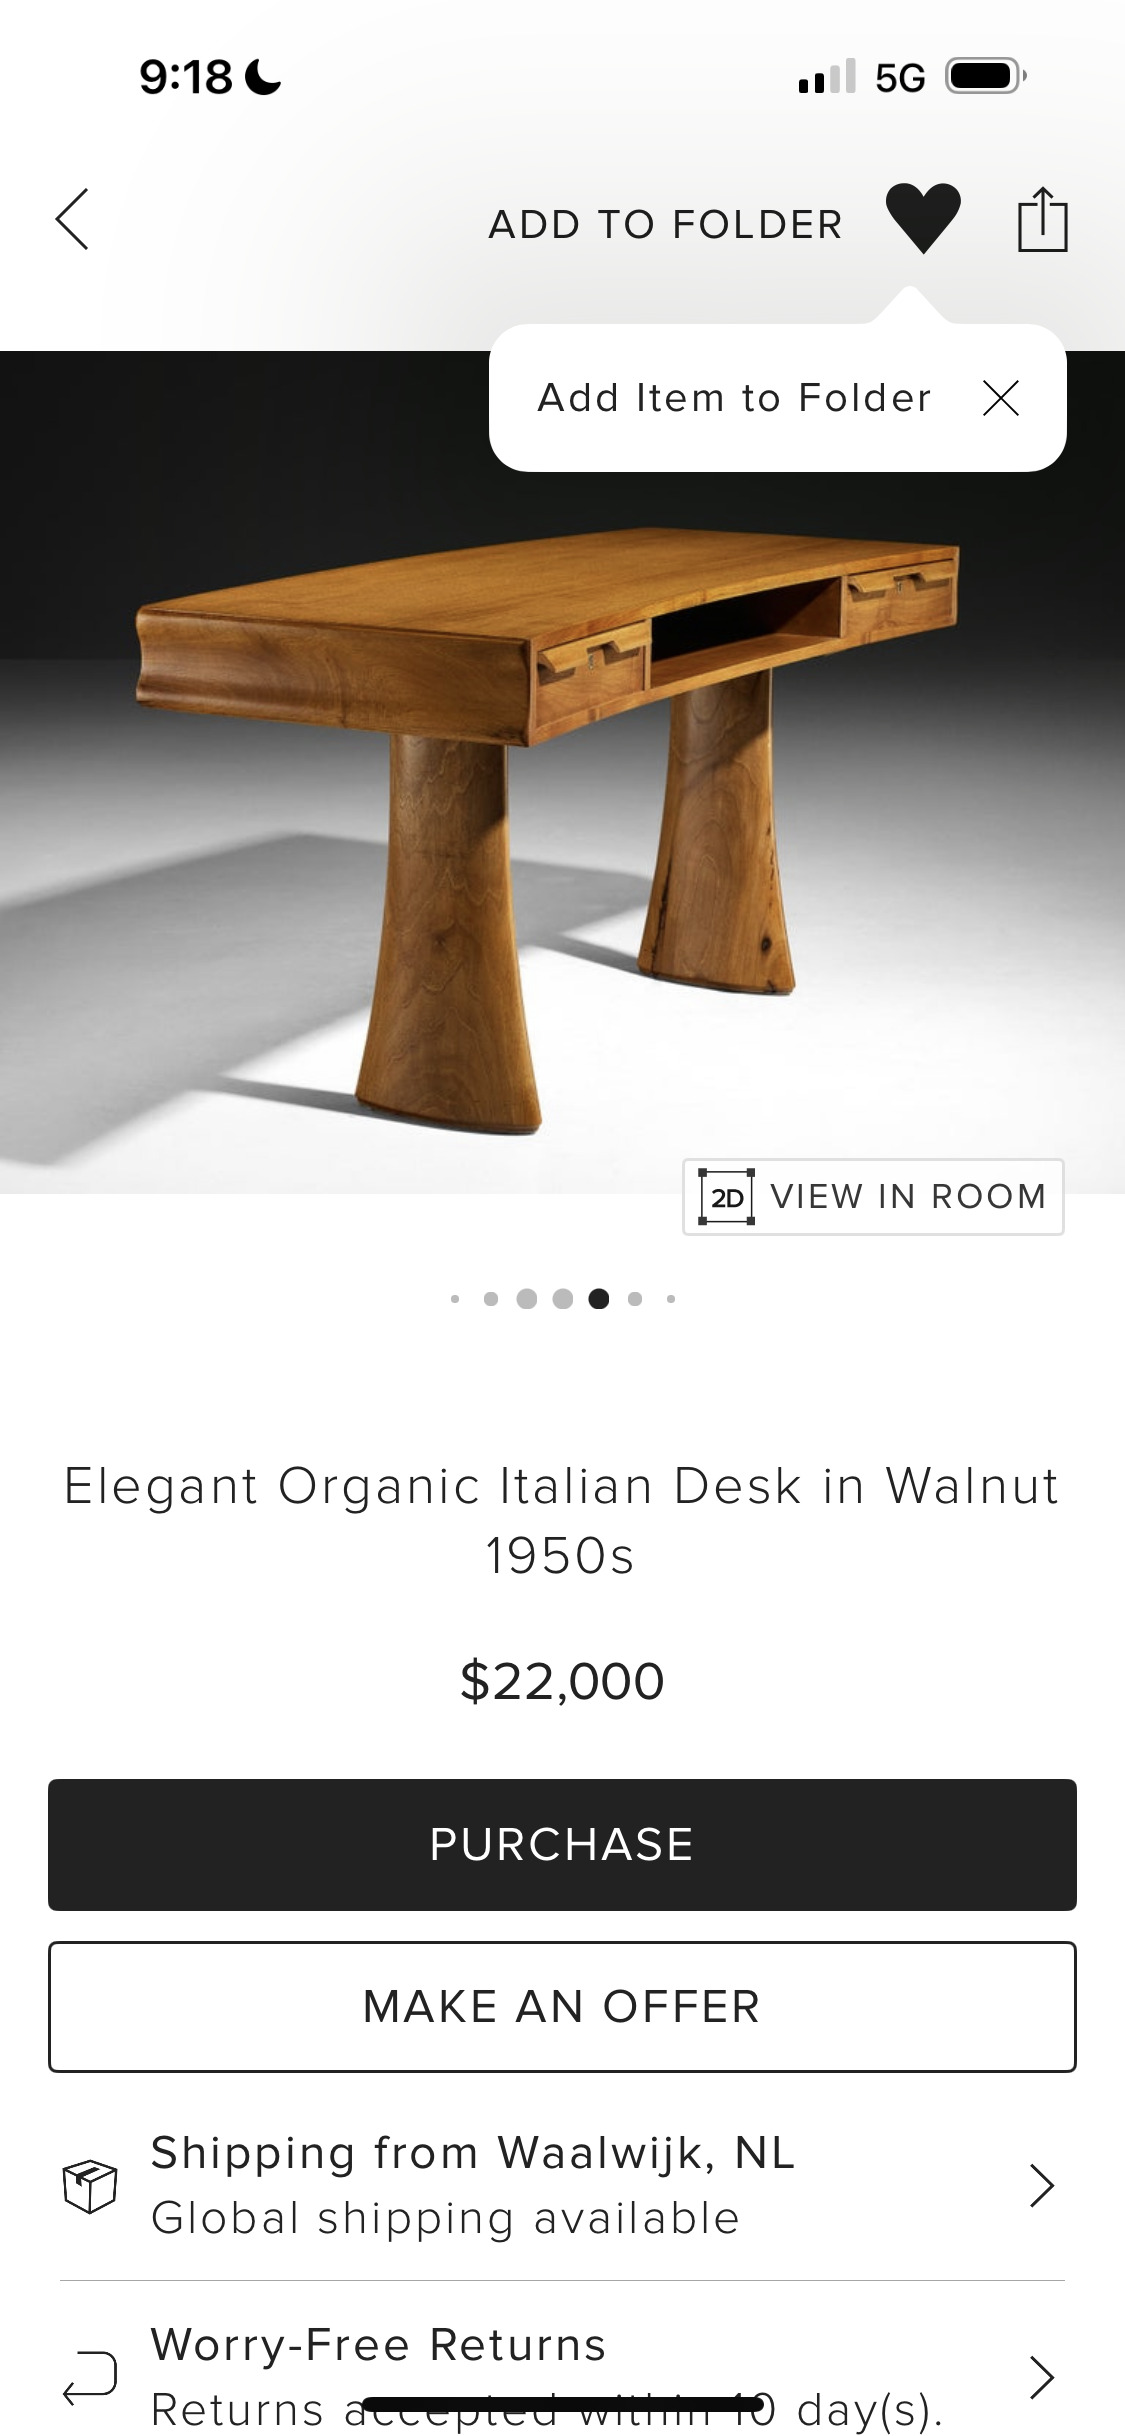 9:18
5G
ADD TO FOLDER
Add Item to Folder
2D VIEW IN ROOM
Elegant Organic Italian Desk in Walnut
1950s
$22,000
PURCHASE
MAKE AN OFFER
Shipping from Waalwijk, NL
Global shipping available
Worry-Free Returns
Returns accepted within 10 day(s).